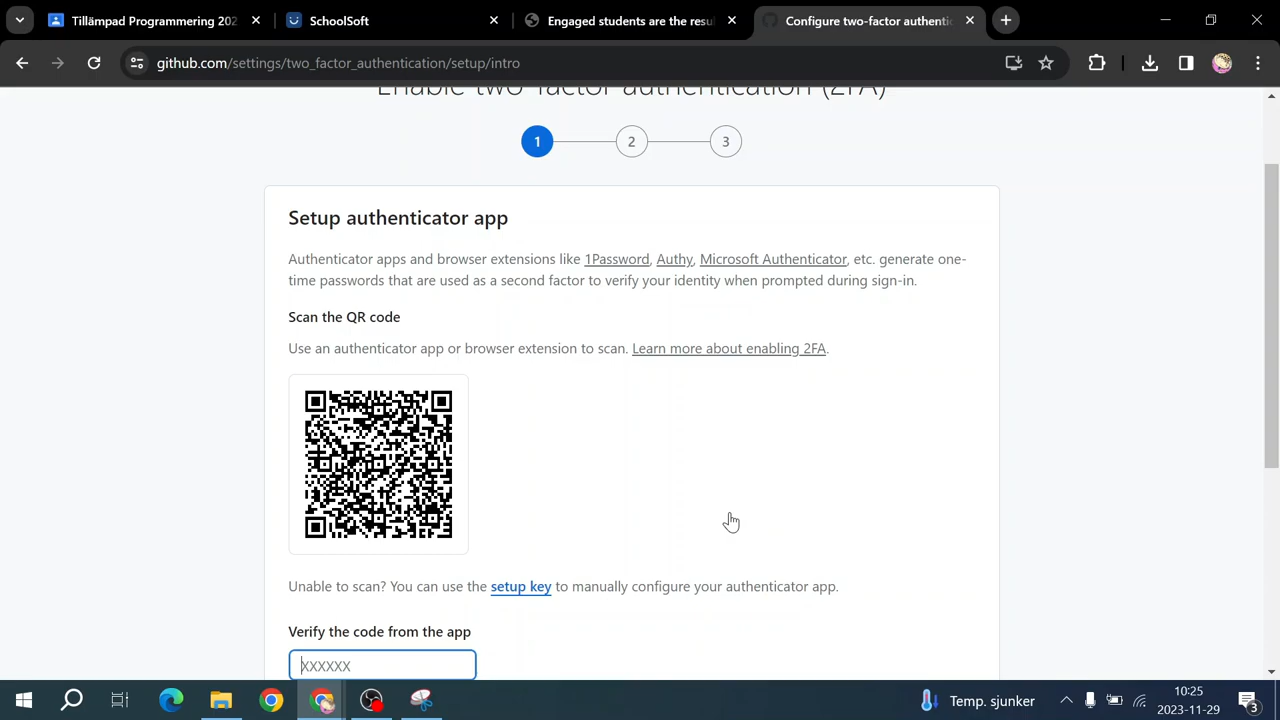 Tillämpad Programmering 202
SchoolSoft
Engaged students are the resu
Configure two-factor authentic
github.com/settings/two_factor_authentication/setup/intro
Enable two-factor authentication (2FA)
1
2
3
Setup authenticator app
Authenticator apps and browser extensions like 1Password, Authy, Microsoft Authenticator, etc. generate one-
time passwords that are used as a second factor to verify your identity when prompted during sign-in.
Scan the QR code
Use an authenticator app or browser extension to scan. Learn more about enabling 2FA.
Unable to scan? You can use the setup key to manually configure your authenticator app.
Verify the code from the app
XXXXXX
Temp. sjunker
10:25
2023-11-29
3